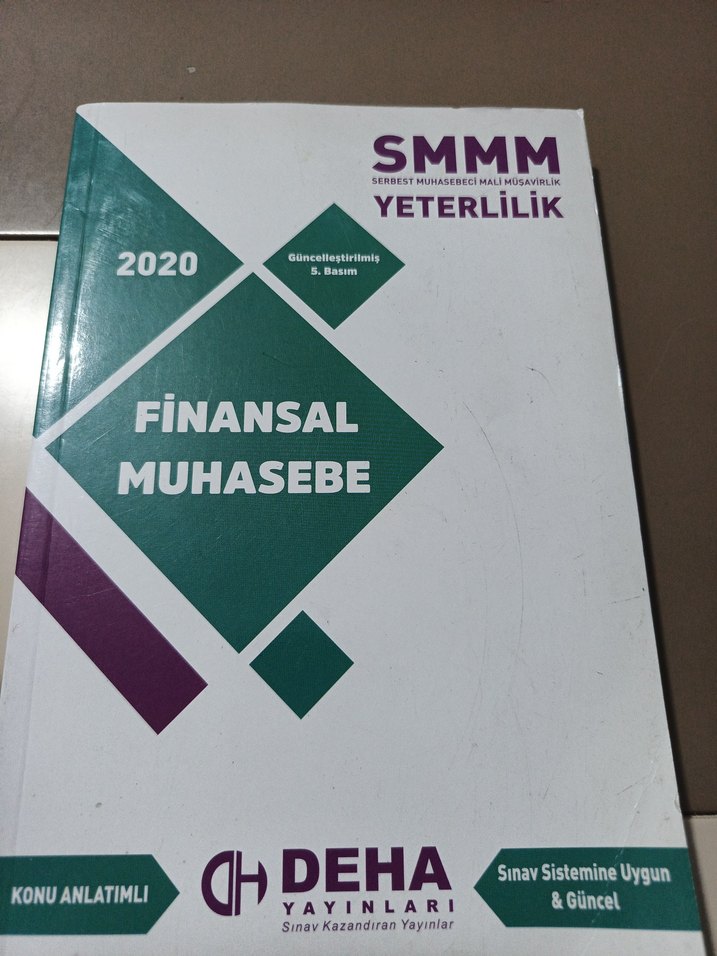 SMMM
SERBEST MUHASEBECİ MALİ MÜŞAVİRLİK
YETERLİLİK
2020
Güncelleştirilmiş
5. Basım
FİNANSAL
MUHASEBE
KONU ANLATIMLI
DEHA
YAYINLARI
Sınav Kazandıran Yayınlar
Sınav Sistemine Uygun
& Güncel